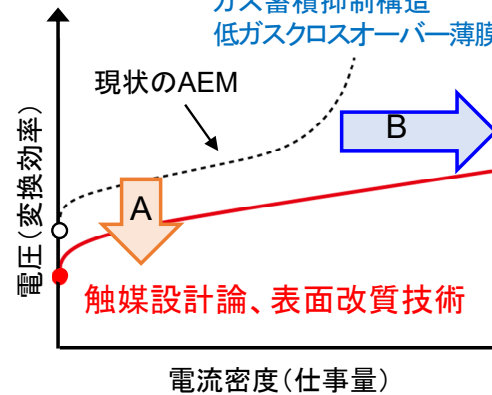 ガス蓄積抑制構造
低ガスクロスオーバー薄膜
現状のAEM
B
A
電圧(変換効率)
触媒設計論、表面改質技術
電流密度(仕事量)